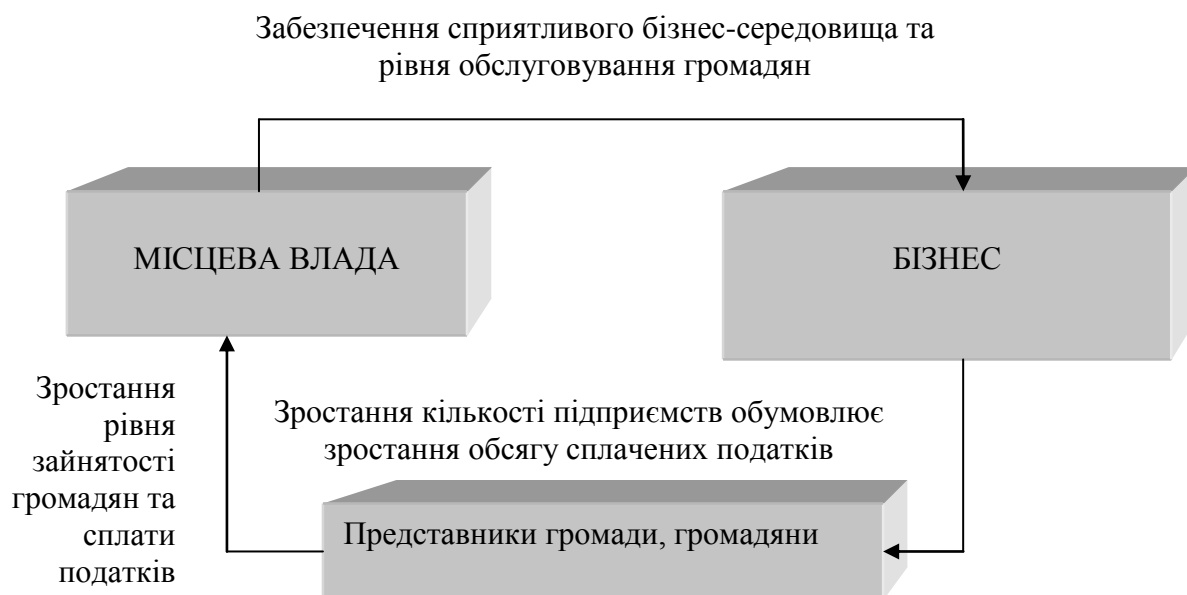 Забезпечення сприятливого бізнес-середовища та
рівня обслуговування громадян
МІСЦЕВА ВЛАДА
БІЗНЕС
Зростання
рівня
зайнятості
громадян та
сплати
податків
Зростання кількості підприємств обумовлює
зростання обсягу сплачених податків
Представники громади, громадяни